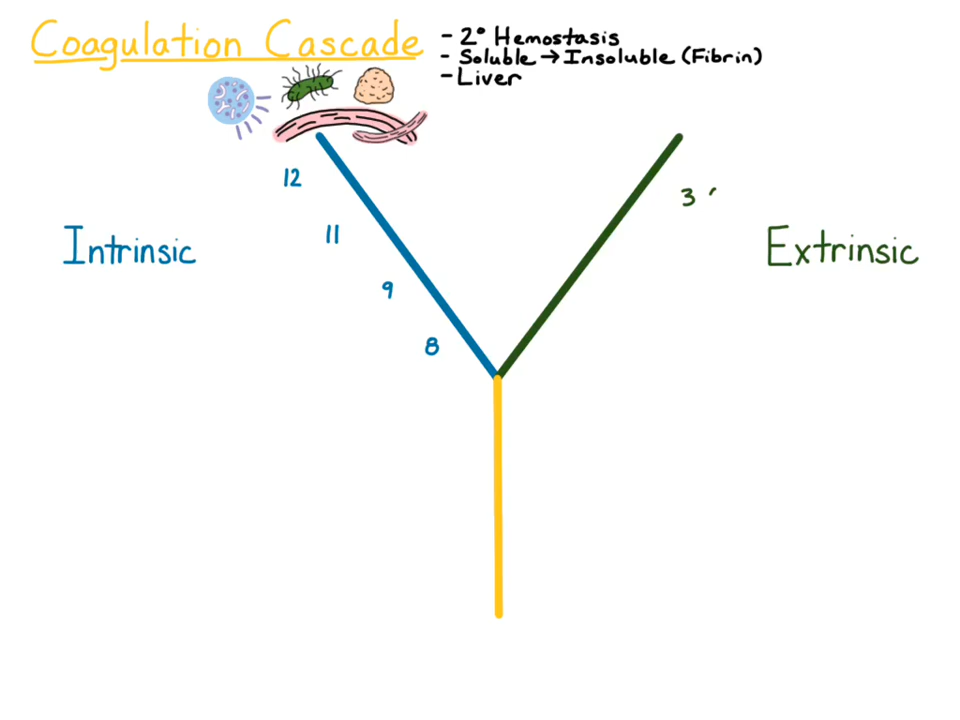 Coagulation Cascade
- 2° Hemostasis
- Soluble → Insoluble (Fibrin)
- Liver
12
3
11
Intrinsic
Extrinsic
9
8